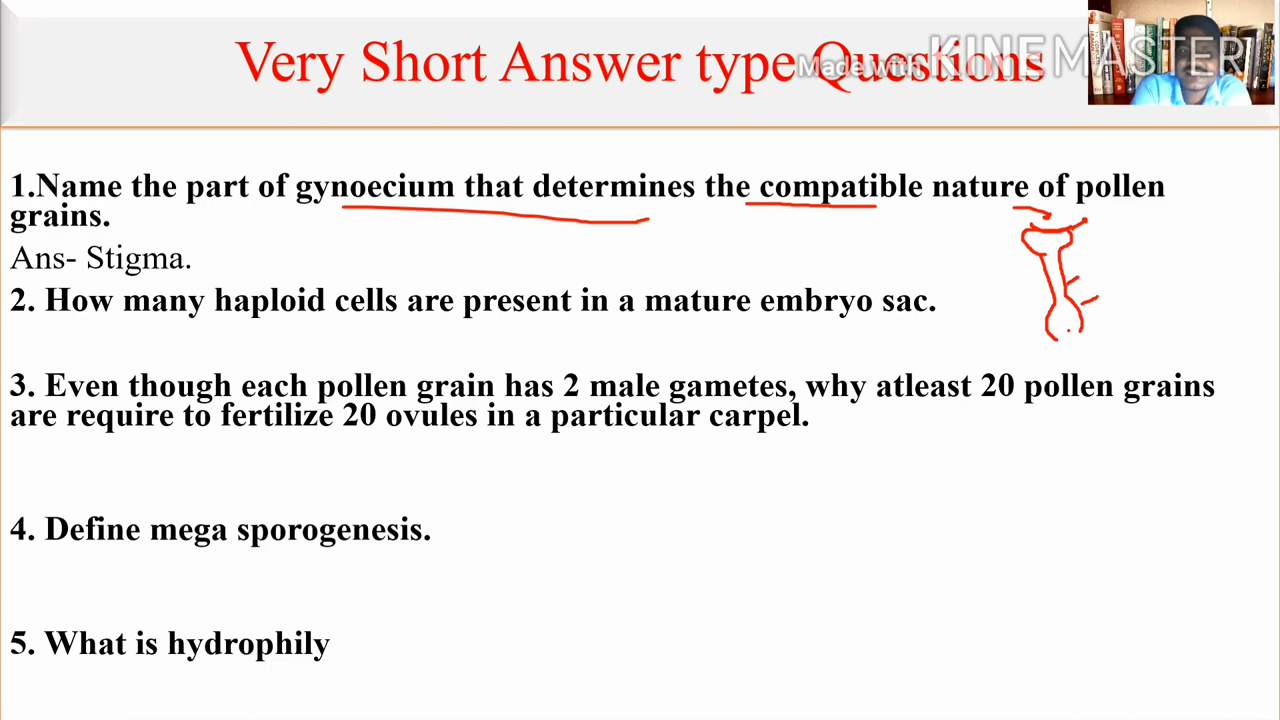 Very Short Answer type Questions
Made with KINEMASTER
1.Name the part of gynoecium that determines the compatible nature of pollen
grains.
Ans- Stigma.
2. How many haploid cells are present in a mature embryo sac.
3. Even though each pollen grain has 2 male gametes, why atleast 20 pollen grains
are require to fertilize 20 ovules in a particular carpel.
4. Define mega sporogenesis.
5. What is hydrophily